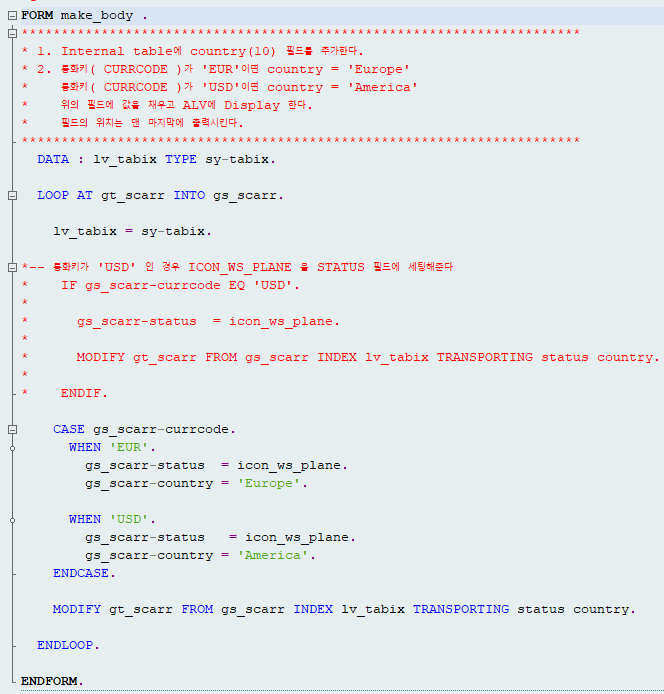 FORM make_body .
**********************************************************************
* 1. Internal table에 country(10) 필드를 추가한다.
* 2. 통화키( CURRCODE )가 'EUR'이면 country = 'Europe'
*    통화키( CURRCODE )가 'USD'이면 country = 'America'
*    위의 필드에 값을 채우고 ALV에 Display 한다.
*    필드의 위치는 맨 마지막에 출력시킨다.
**********************************************************************
  DATA : lv_tabix TYPE sy-tabix.
  LOOP AT gt_scarr INTO gs_scarr.
    lv_tabix = sy-tabix.
*-- 통화키가 'USD' 인 경우 ICON_WS_PLANE 을 STATUS 필드에 세팅해준다
*    IF gs_scarr-currcode EQ 'USD'.
*
*      gs_scarr-status  = icon_ws_plane.
*
*      MODIFY gt_scarr FROM gs_scarr INDEX lv_tabix TRANSPORTING status country.
*
*    ENDIF.
    CASE gs_scarr-currcode.
      WHEN 'EUR'.
        gs_scarr-status  = icon_ws_plane.
        gs_scarr-country = 'Europe'.
      WHEN 'USD'.
        gs_scarr-status   = icon_ws_plane.
        gs_scarr-country = 'America'.
    ENDCASE.
    MODIFY gt_scarr FROM gs_scarr INDEX lv_tabix TRANSPORTING status country.
  ENDLOOP.
ENDFORM.